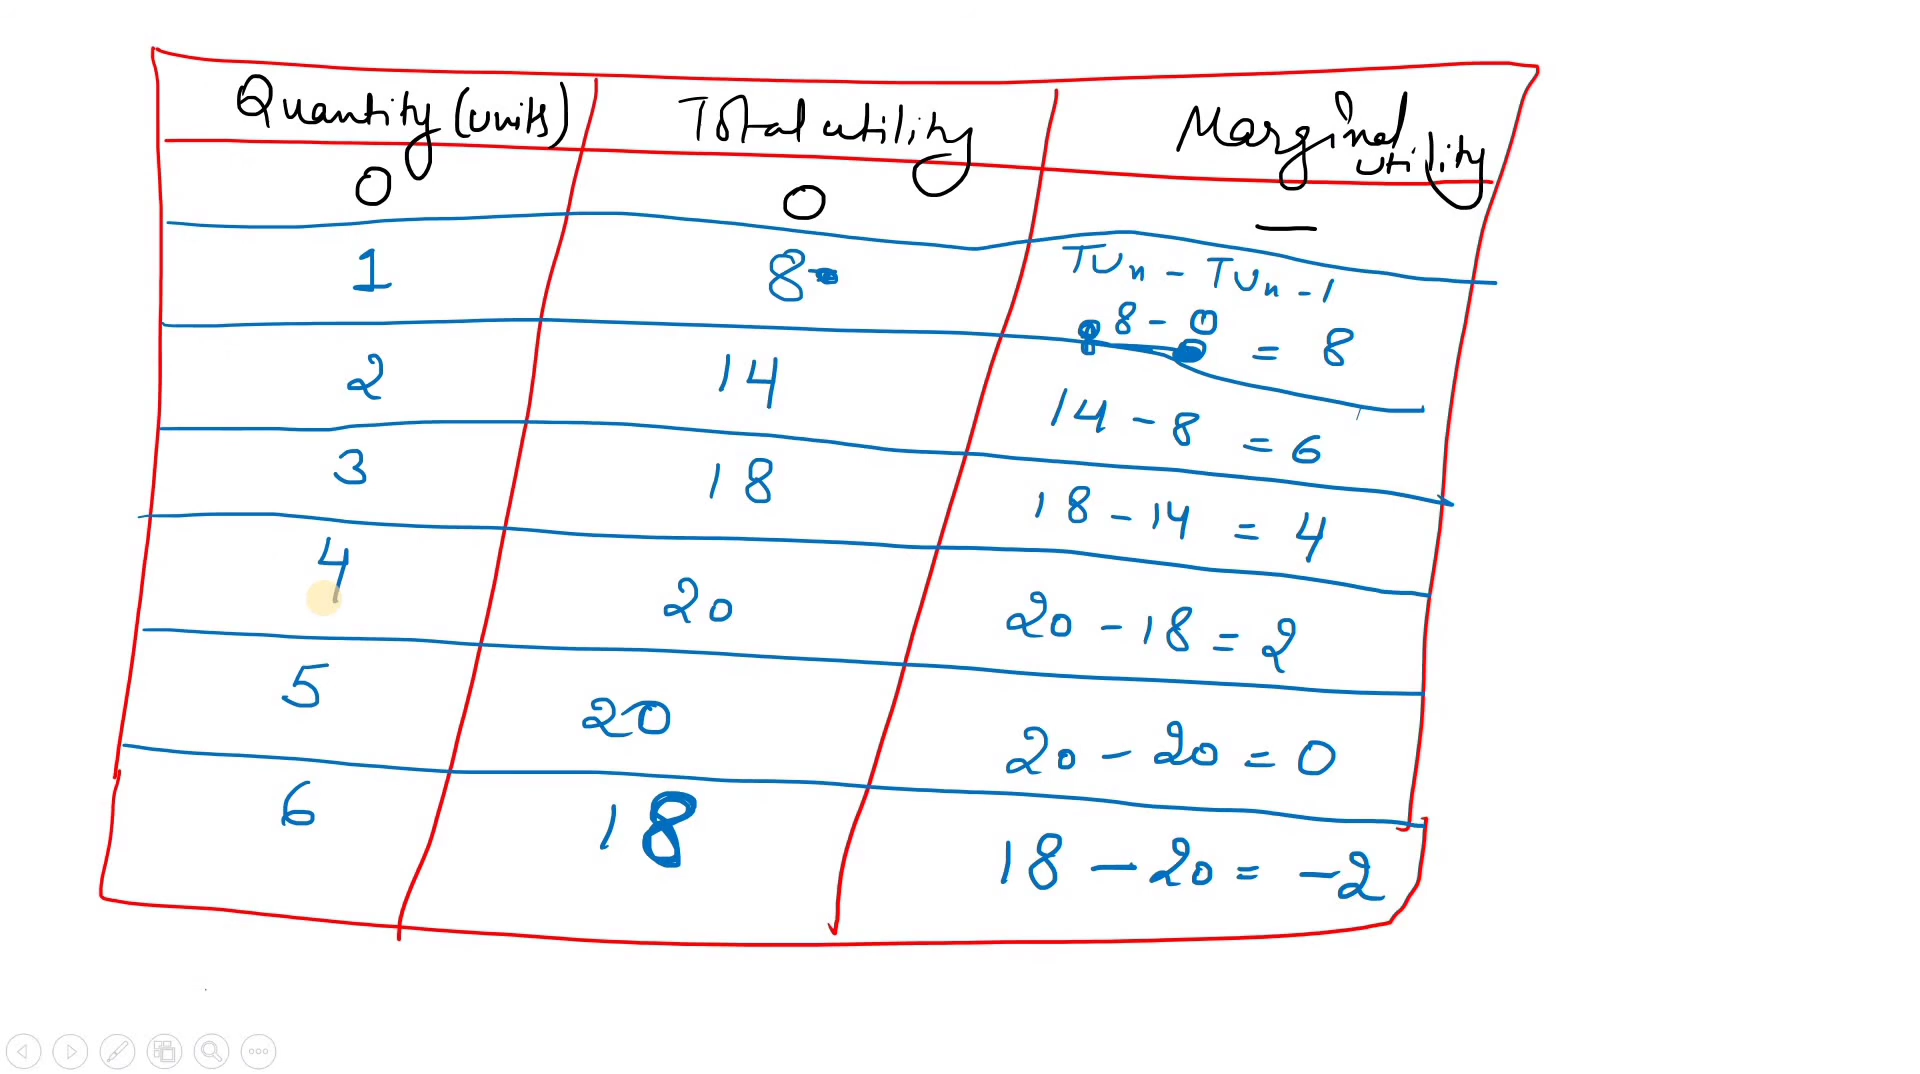 Quantity (units) Total utility Marginal
utility
0 0 —
1 8 TUn - TUn-1
8 - 0 = 8
2 14 14 - 8 = 6
3 18 18 - 14 = 4
4 20 20 - 18 = 2
5 20 20 - 20 = 0
6 18 18 - 20 = -2